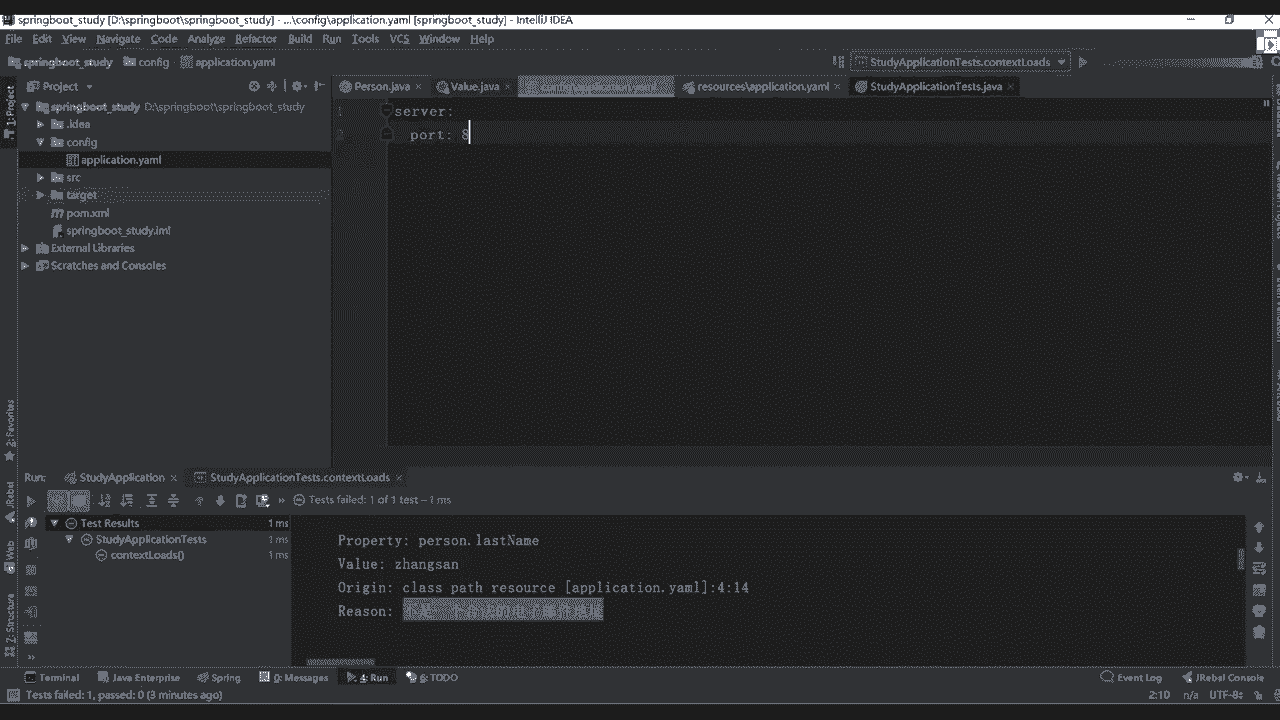 springboot_study [D:\springboot\springboot_study] - ...\config\application.yaml [springboot_study] - IntelliJ IDEA
File Edit View Navigate Code Analyze Refactor Build Run Tools VCS Window Help
springboot_study config application.yaml StudyApplicationTests.contextLoads
1: Project
Project
Person.java
Value.java
config\application.yaml
resources\application.yaml
StudyApplicationTests.java
springboot_study D:\springboot\springboot_study
.idea
config
application.yaml
src
target
pom.xml
springboot_study.iml
External Libraries
Scratches and Consoles
1 server:
2 port: 8
2: Favorites
JRebel
Web
7: Structure
Run: StudyApplication StudyApplicationTests.contextLoads
Tests failed: 1 of 1 test – 1 ms
Test Results 1 ms
StudyApplicationTests 1 ms
contextLoads() 1 ms
Property: person.lastName
Value: zhangsan
Origin: class path resource [application.yaml]:4:14
Reason:
Terminal Java Enterprise Spring 0: Messages 4: Run 6: TODO Event Log JRebel Console
Tests failed: 1, passed: 0 (3 minutes ago) 2:10 n/a UTF-8